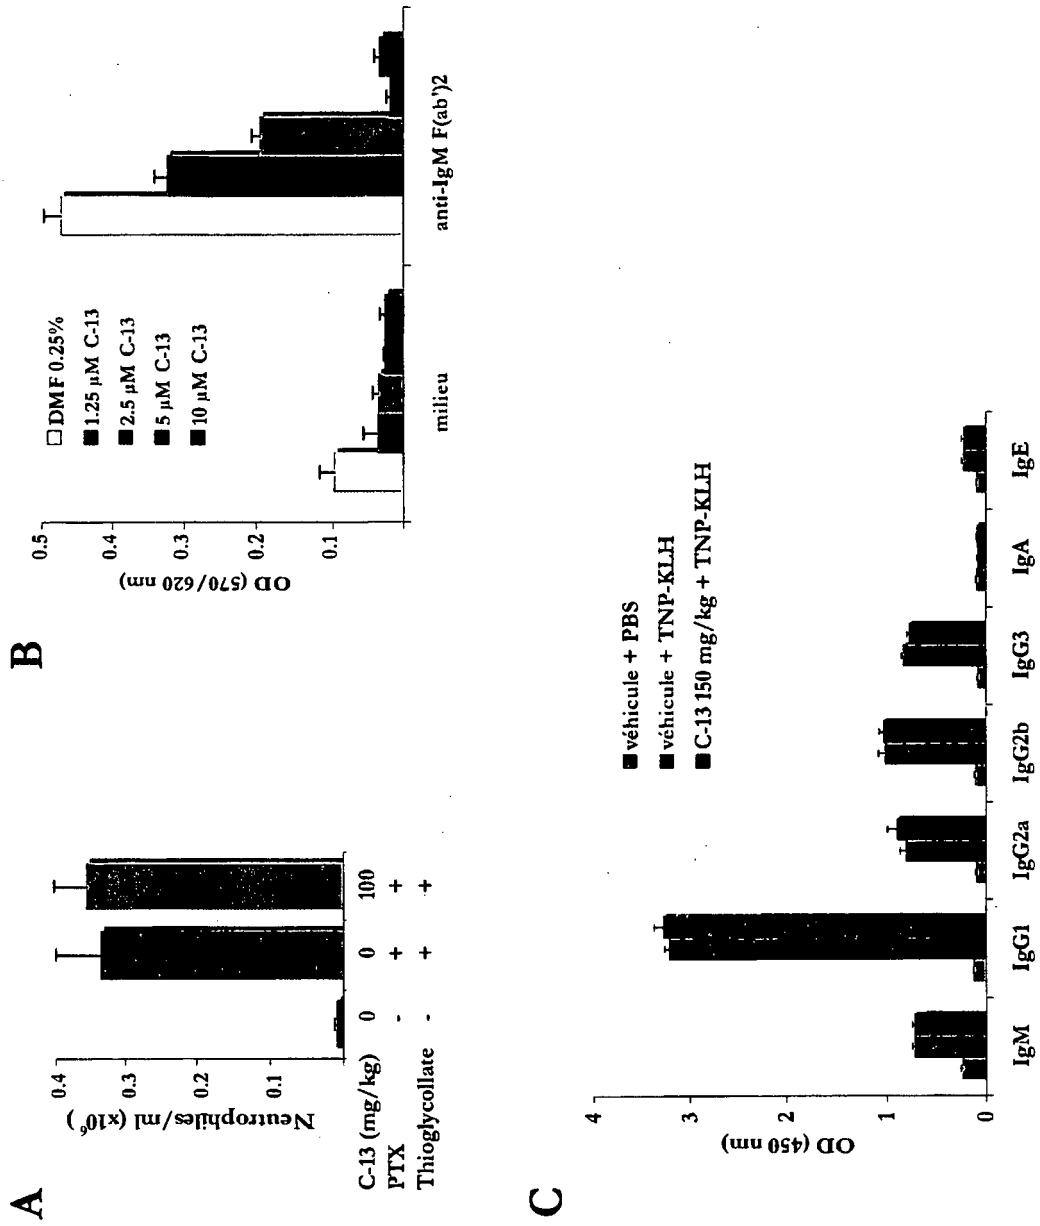 A
Neutrophiles/ml (x10⁶)
0.4
0.3
0.2
0.1
C-13 (mg/kg) 0 0 100
PTX - + +
Thioglycollate - + +
B
OD (570/620 nm)
0.5
0.4
0.3
0.2
0.1
DMF 0.25%
1.25 µM C-13
2.5 µM C-13
5 µM C-13
10 µM C-13
milieu anti-IgM F(ab')2
C
OD (450 nm)
4
3
2
1
0
véhicule + PBS
véhicule + TNP-KLH
C-13 150 mg/kg + TNP-KLH
IgM IgG1 IgG2a IgG2b IgG3 IgA IgE